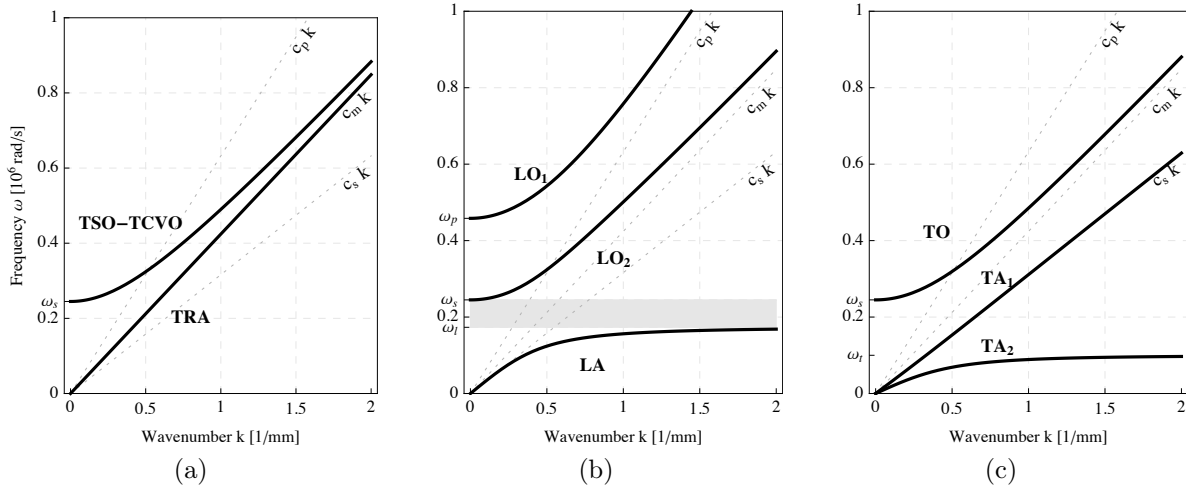 Frequency ω [10⁶ rad/s]
1
0.8
0.6
0.4
ωₛ
0.2
0
0 0.5 1 1.5 2
Wavenumber k [1/mm]
TSO−TCVO
TRA
cₚ k
cₘ k
cₛ k
(a)
1
0.8
0.6
ωₚ
0.4
ωₛ
0.2
ωₗ
0
0 0.5 1 1.5 2
Wavenumber k [1/mm]
LO₁
LO₂
LA
cₚ k
cₘ k
cₛ k
(b)
1
0.8
0.6
0.4
ωₛ
0.2
ωₜ
0
0 0.5 1 1.5 2
Wavenumber k [1/mm]
TO
TA₁
TA₂
cₚ k
cₘ k
cₛ k
(c)